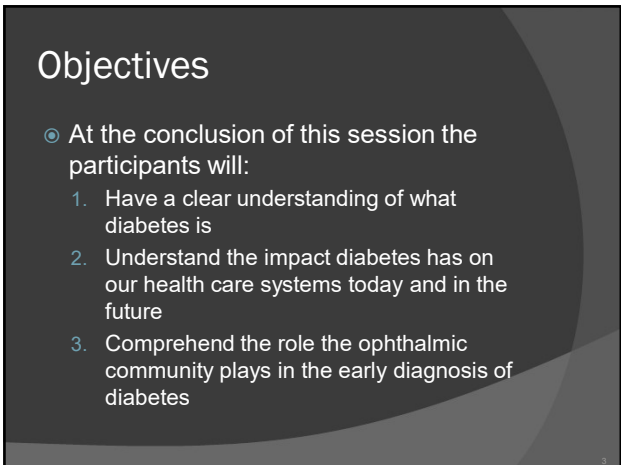 Objectives
At the conclusion of this session the
participants will:
1. Have a clear understanding of what
diabetes is
2. Understand the impact diabetes has on
our health care systems today and in the
future
3. Comprehend the role the ophthalmic
community plays in the early diagnosis of
diabetes
3